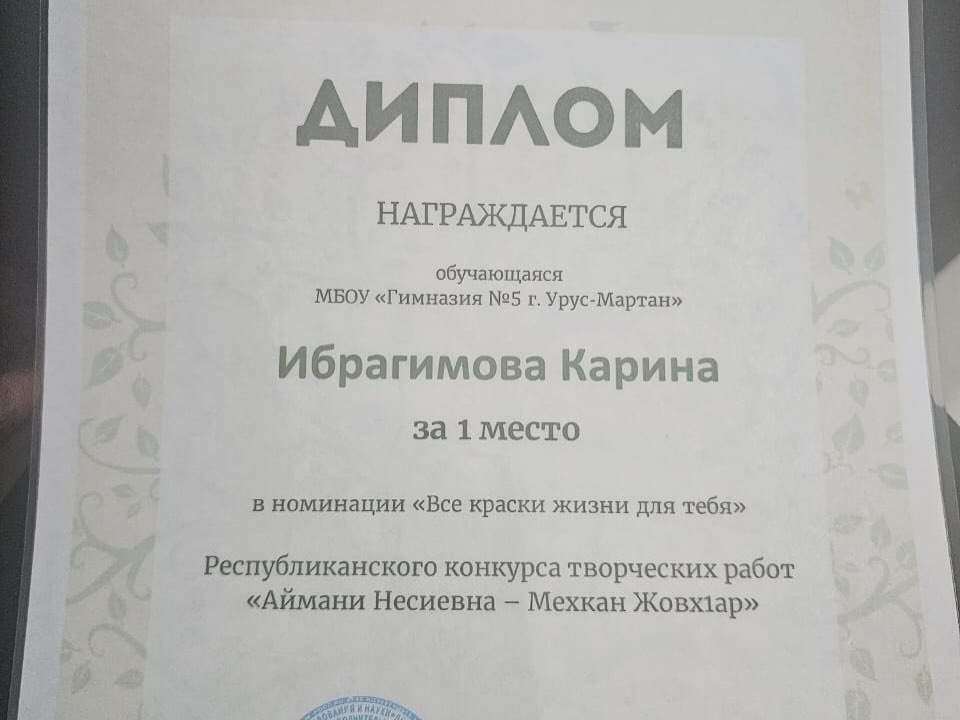 ДИПЛОМ
НАГРАЖДАЕТСЯ
обучающаяся
МБОУ «Гимназия №5 г. Урус-Мартан»
Ибрагимова Карина
за 1 место
в номинации «Все краски жизни для тебя»
Республиканского конкурса творческих работ
«Аймани Несиевна – Мехкан Жовх1ар»